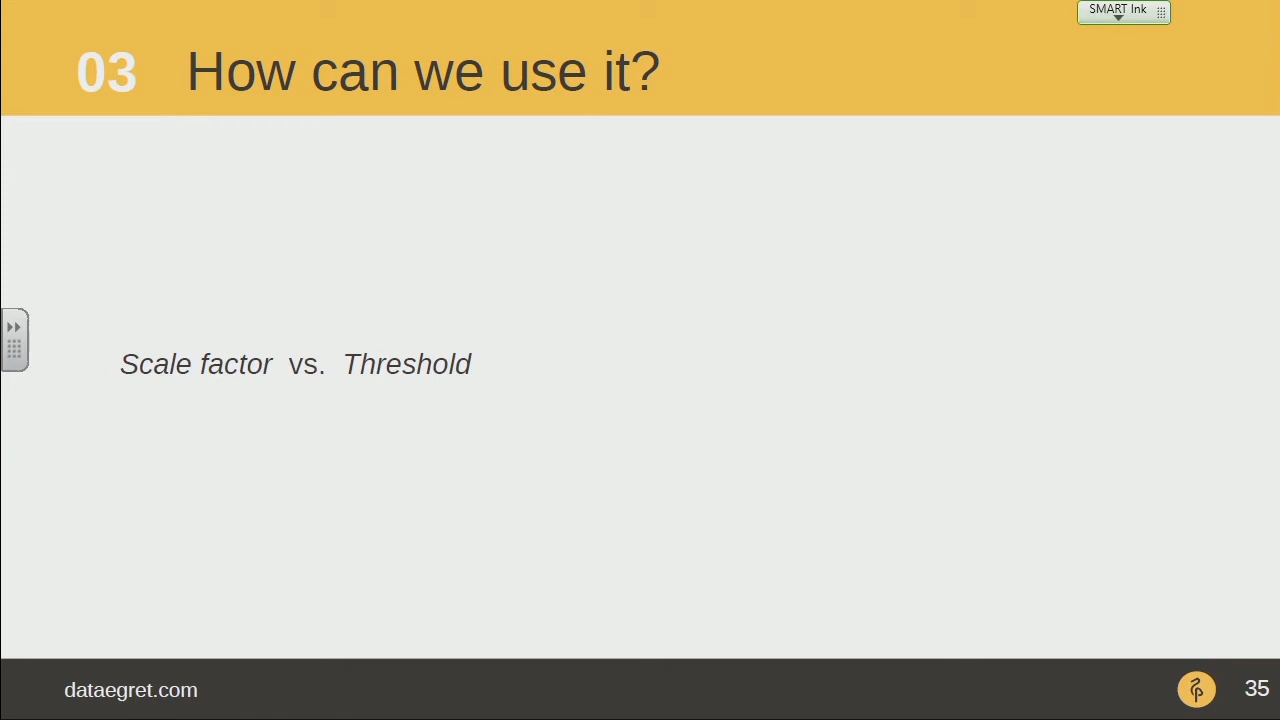 SMART Ink
03 How can we use it?
Scale factor vs. Threshold
dataegret.com
35